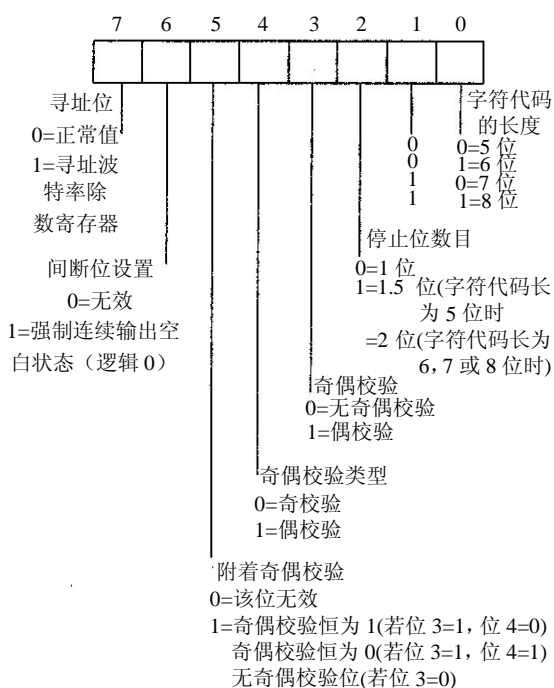 7 6 5 4 3 2 1 0
寻址位
0=正常值
1=寻址波
特率除
数寄存器
字符代码
的长度
0 0=5 位
0 1=6 位
1 0=7 位
1 1=8 位
间断位设置
0=无效
1=强制连续输出空
白状态（逻辑 0）
停止位数目
0=1 位
1=1.5 位(字符代码长
为 5 位时
=2 位(字符代码长为
6, 7 或 8 位时)
奇偶校验
0=无奇偶校验
1=偶校验
奇偶校验类型
0=奇校验
1=偶校验
附着奇偶校验
0=该位无效
1=奇偶校验恒为 1(若位 3=1, 位 4=0)
奇偶校验恒为 0(若位 3=1, 位 4=1)
无奇偶校验位(若位 3=0)